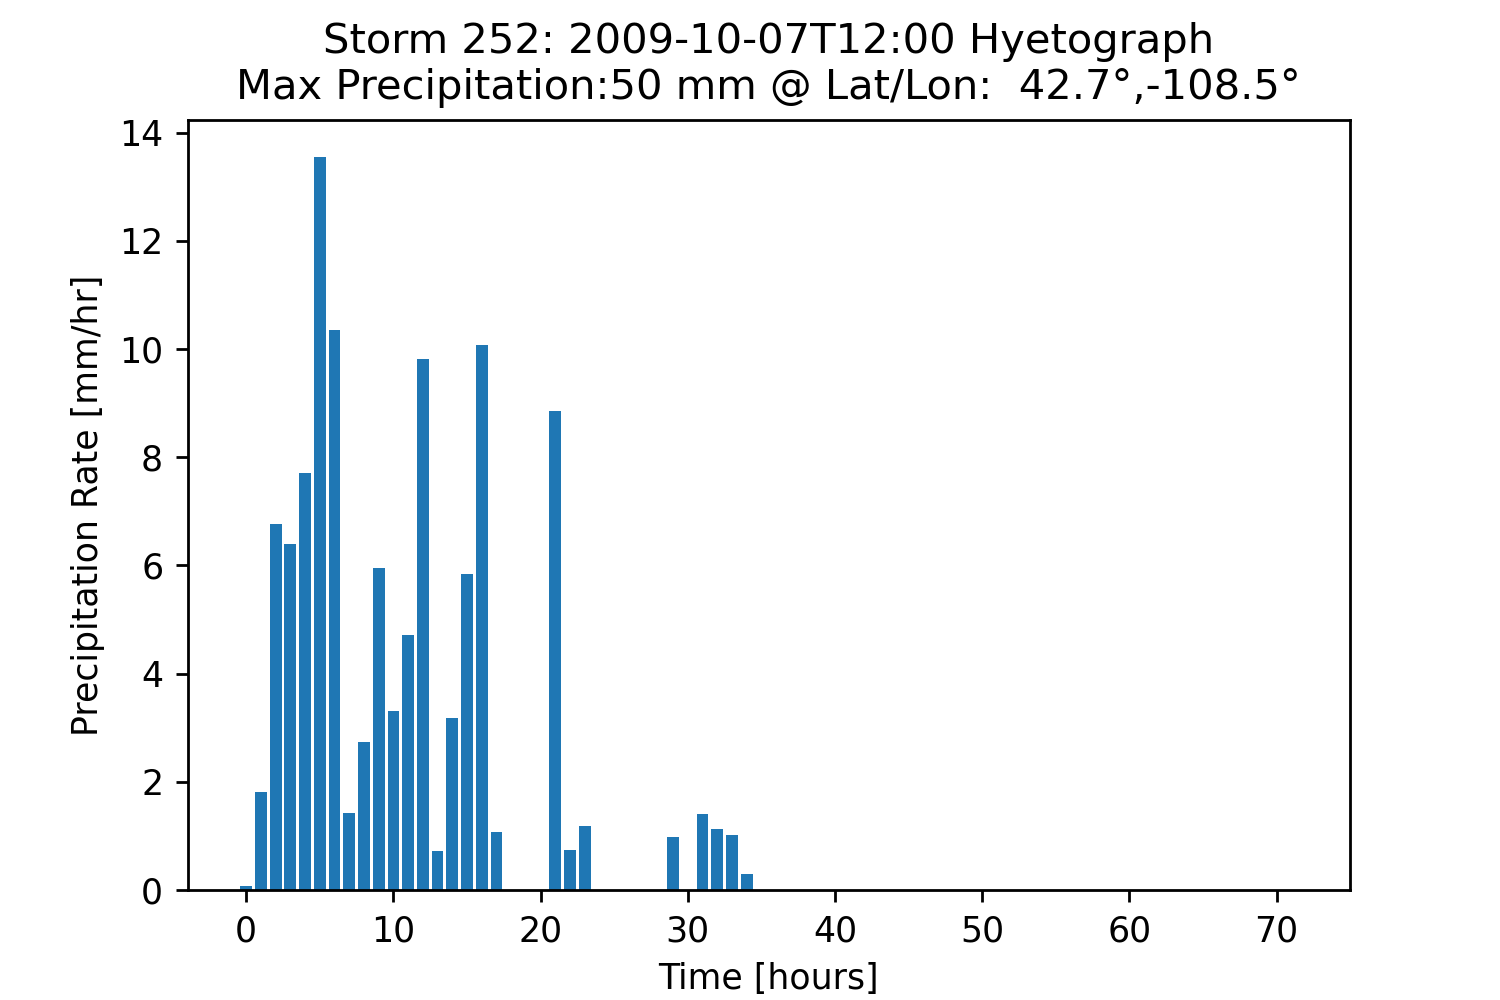 Storm 252: 2009-10-07T12:00 Hyetograph
Max Precipitation:50 mm @ Lat/Lon:  42.7°,-108.5°
Precipitation Rate [mm/hr]
14
12
10
8
6
4
2
0
0 10 20 30 40 50 60 70
Time [hours]